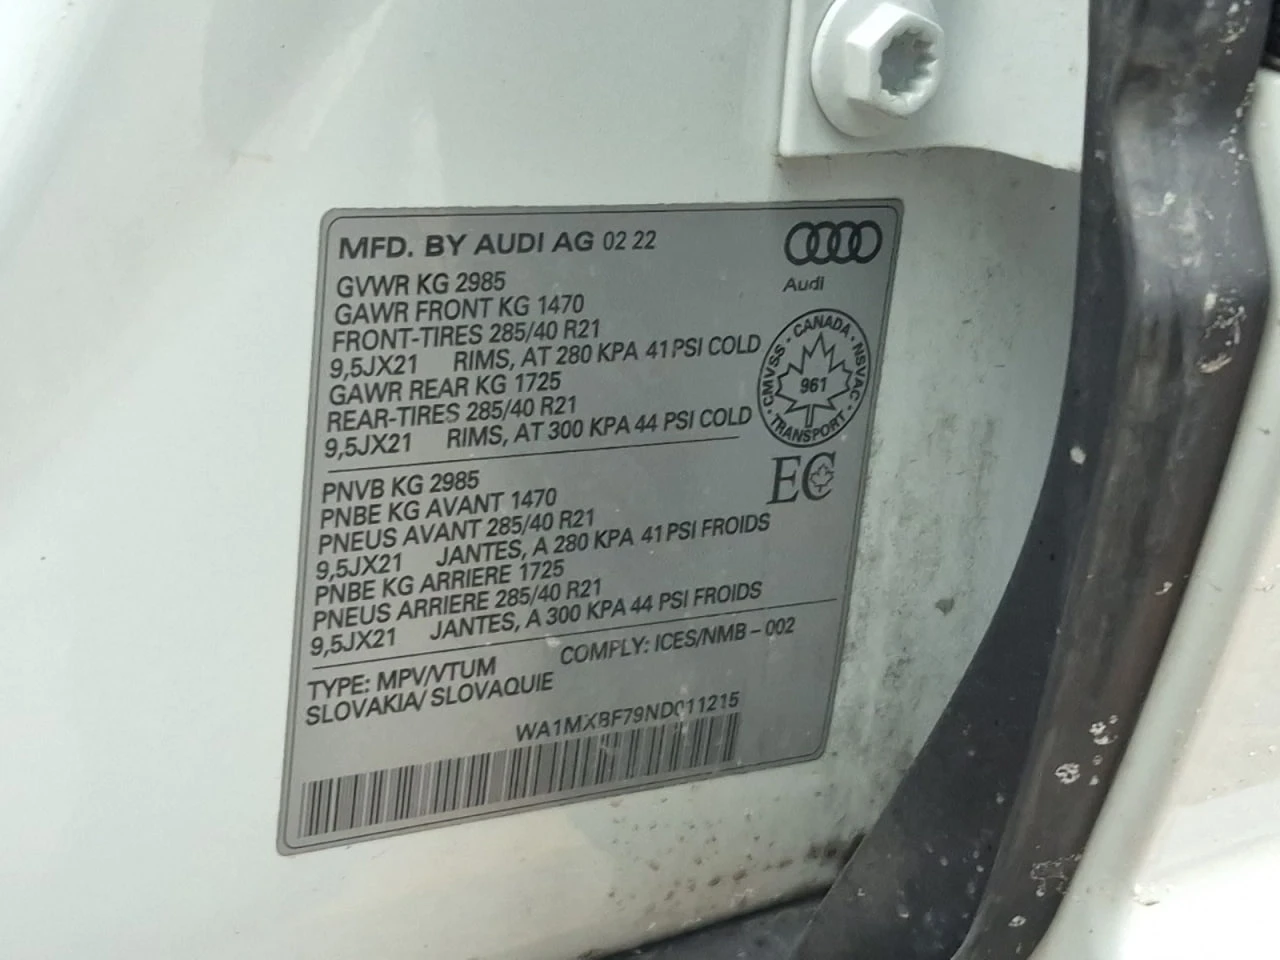 MFD. BY AUDI AG 02 22
Audi
GVWR KG 2985
GAWR FRONT KG 1470
FRONT-TIRES 285/40 R21
9,5JX21 RIMS, AT 280 KPA 41 PSI COLD
GAWR REAR KG 1725
REAR-TIRES 285/40 R21
9,5JX21 RIMS, AT 300 KPA 44 PSI COLD
CMVSS · CANADA · NSVAC · TRANSPORT
961
EC
PNVB KG 2985
PNBE KG AVANT 1470
PNEUS AVANT 285/40 R21
9,5JX21 JANTES, A 280 KPA 41 PSI FROIDS
PNBE KG ARRIERE 1725
PNEUS ARRIERE 285/40 R21
9,5JX21 JANTES, A 300 KPA 44 PSI FROIDS
TYPE: MPV/VTUM COMPLY: ICES/NMB - 002
SLOVAKIA/ SLOVAQUIE
WA1MXBF79ND011215